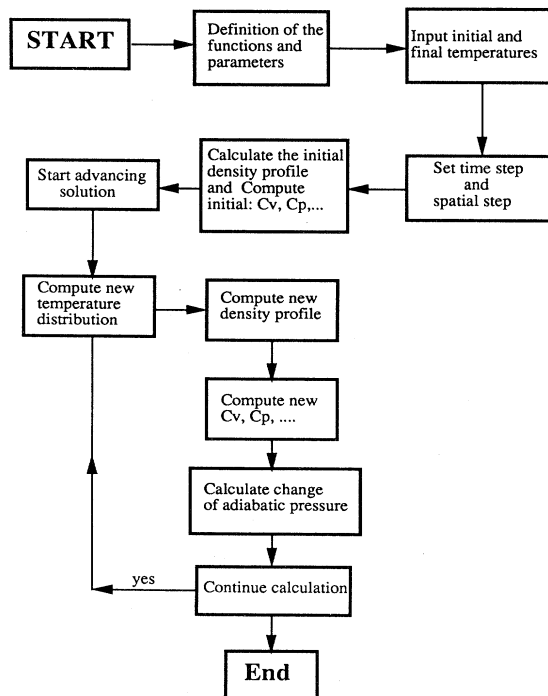 START
Definition of the
functions and
parameters
Input initial and
final temperatures
Set time step
and
spatial step
Calculate the initial
density profile
and Compute
initial: Cv, Cp,...
Start advancing
solution
Compute new
temperature
distribution
Compute new
density profile
Compute new
Cv, Cp, ....
Calculate change
of adiabatic pressure
Continue calculation
yes
End